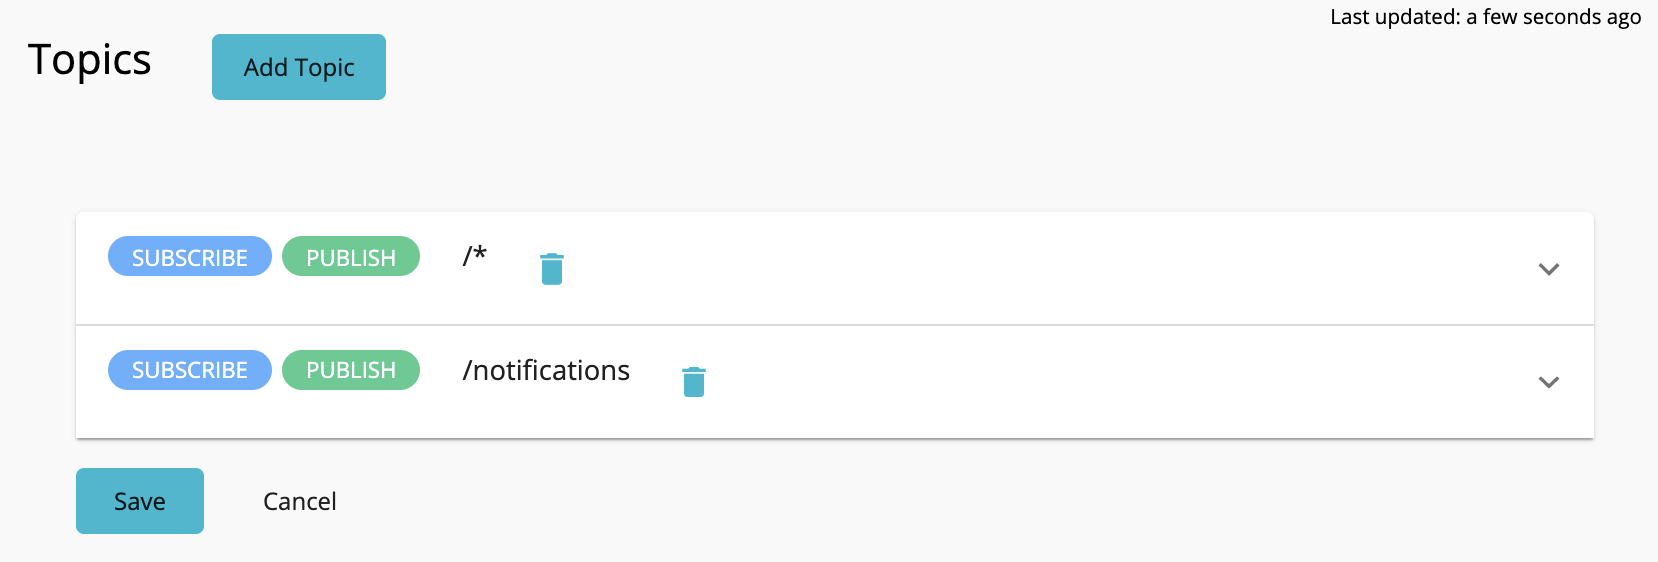 Last updated: a few seconds ago
Topics
Add Topic
SUBSCRIBE PUBLISH /*
SUBSCRIBE PUBLISH /notifications
Save Cancel